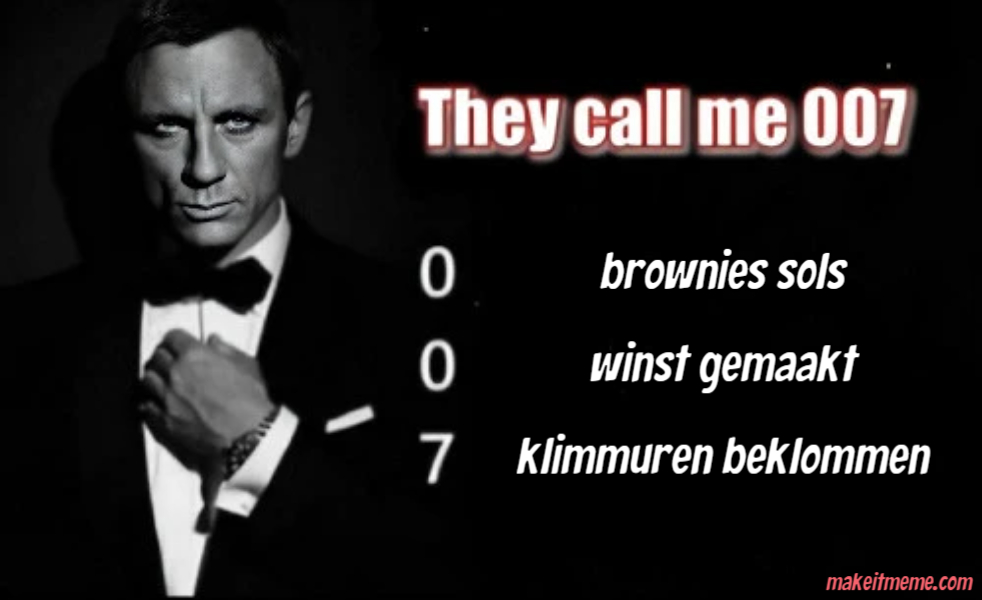 They call me 007
0 brownies sols
0 winst gemaakt
7 klimmuren beklommen
makeitmeme.com